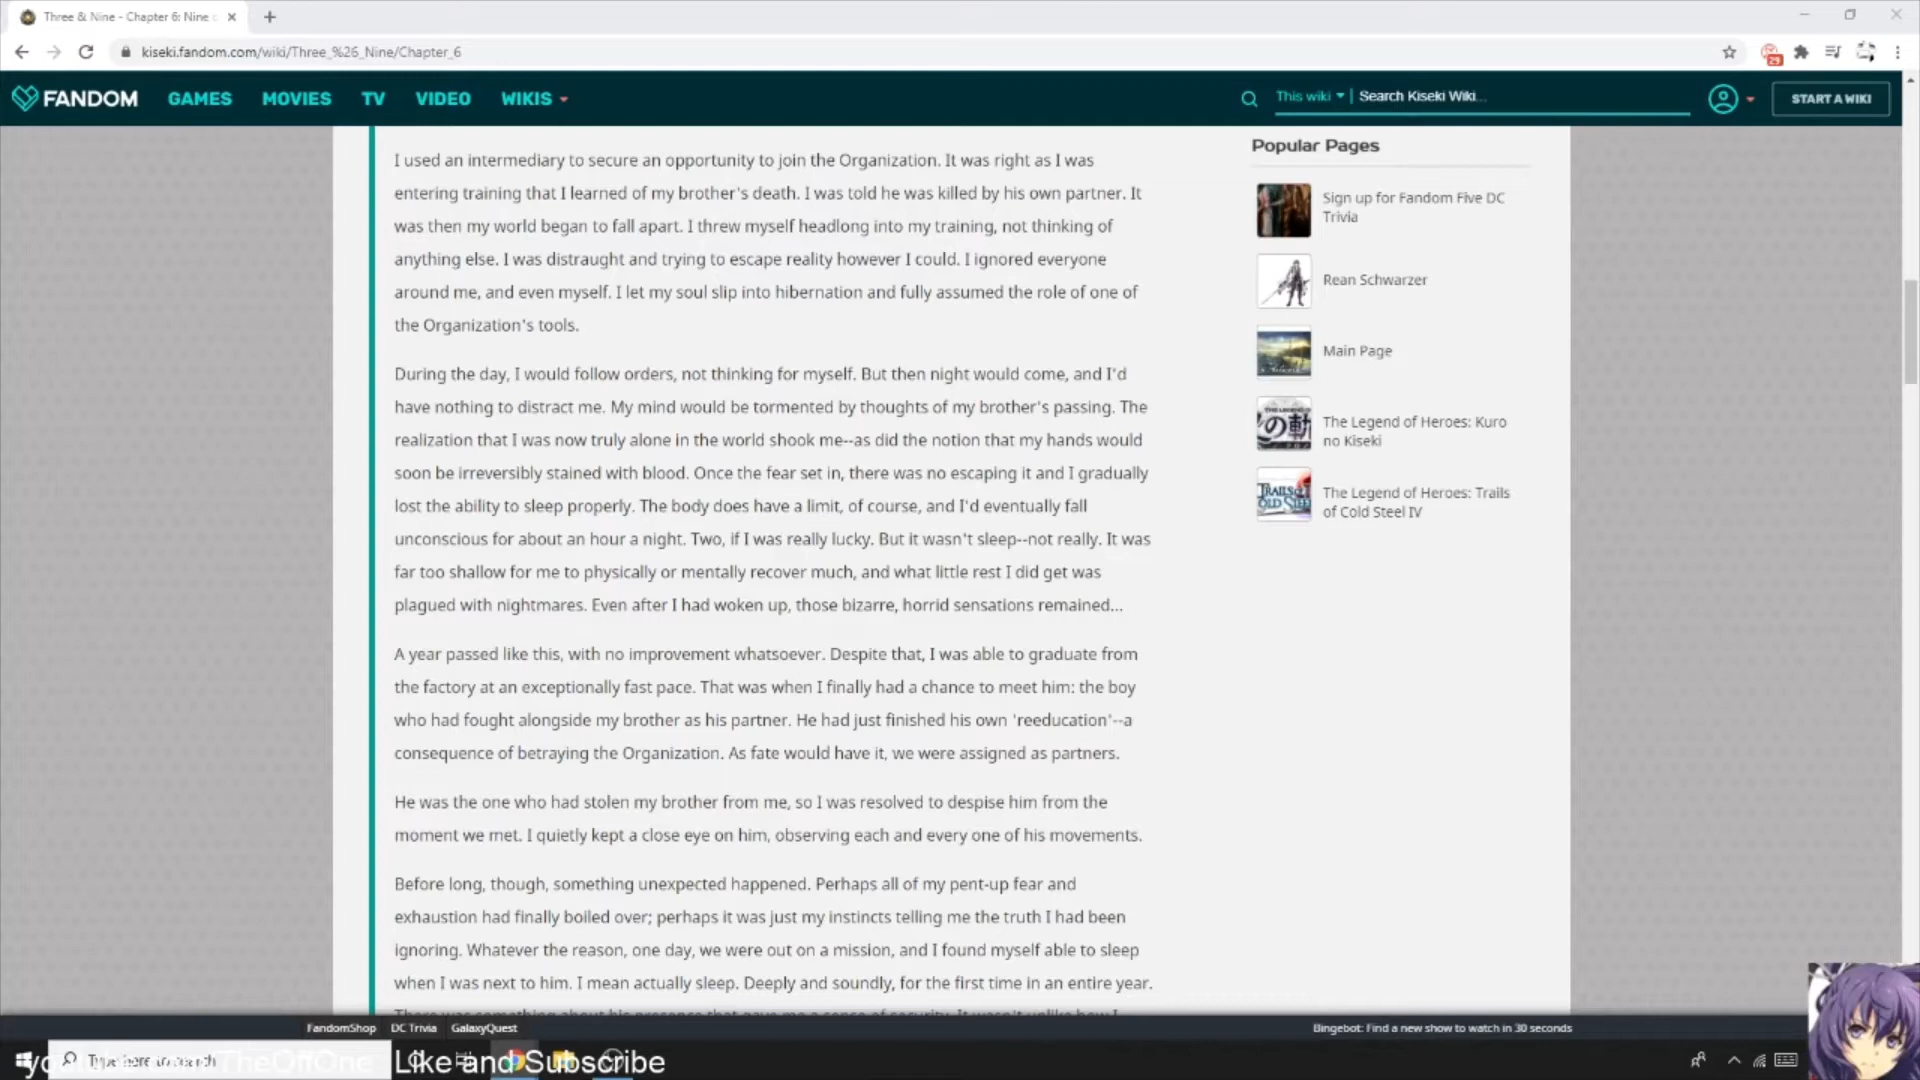 Three & Nine - Chapter 6: Nine
kiseki.fandom.com/wiki/Three_%26_Nine/Chapter_6
29
FANDOM
GAMES
MOVIES
TV
VIDEO
WIKIS
This wiki
Search Kiseki Wiki...
START A WIKI
I used an intermediary to secure an opportunity to join the Organization. It was right as I was
entering training that I learned of my brother's death. I was told he was killed by his own partner. It
was then my world began to fall apart. I threw myself headlong into my training, not thinking of
anything else. I was distraught and trying to escape reality however I could. I ignored everyone
around me, and even myself. I let my soul slip into hibernation and fully assumed the role of one of
the Organization's tools.
During the day, I would follow orders, not thinking for myself. But then night would come, and I'd
have nothing to distract me. My mind would be tormented by thoughts of my brother's passing. The
realization that I was now truly alone in the world shook me--as did the notion that my hands would
soon be irreversibly stained with blood. Once the fear set in, there was no escaping it and I gradually
lost the ability to sleep properly. The body does have a limit, of course, and I'd eventually fall
unconscious for about an hour a night. Two, if I was really lucky. But it wasn't sleep--not really. It was
far too shallow for me to physically or mentally recover much, and what little rest I did get was
plagued with nightmares. Even after I had woken up, those bizarre, horrid sensations remained...
A year passed like this, with no improvement whatsoever. Despite that, I was able to graduate from
the factory at an exceptionally fast pace. That was when I finally had a chance to meet him: the boy
who had fought alongside my brother as his partner. He had just finished his own 'reeducation'--a
consequence of betraying the Organization. As fate would have it, we were assigned as partners.
He was the one who had stolen my brother from me, so I was resolved to despise him from the
moment we met. I quietly kept a close eye on him, observing each and every one of his movements.
Before long, though, something unexpected happened. Perhaps all of my pent-up fear and
exhaustion had finally boiled over; perhaps it was just my instincts telling me the truth I had been
ignoring. Whatever the reason, one day, we were out on a mission, and I found myself able to sleep
when I was next to him. I mean actually sleep. Deeply and soundly, for the first time in an entire year.
Popular Pages
Sign up for Fandom Five DC
Trivia
Rean Schwarzer
Main Page
の軌
The Legend of Heroes: Kuro
no Kiseki
TRAILS of
COLD STEEL
The Legend of Heroes: Trails
of Cold Steel IV
FandomShop
DC Trivia
GalaxyQuest
Bingebot: Find a new show to watch in 30 seconds
Type here to search
TheOffOne
Like and Subscribe